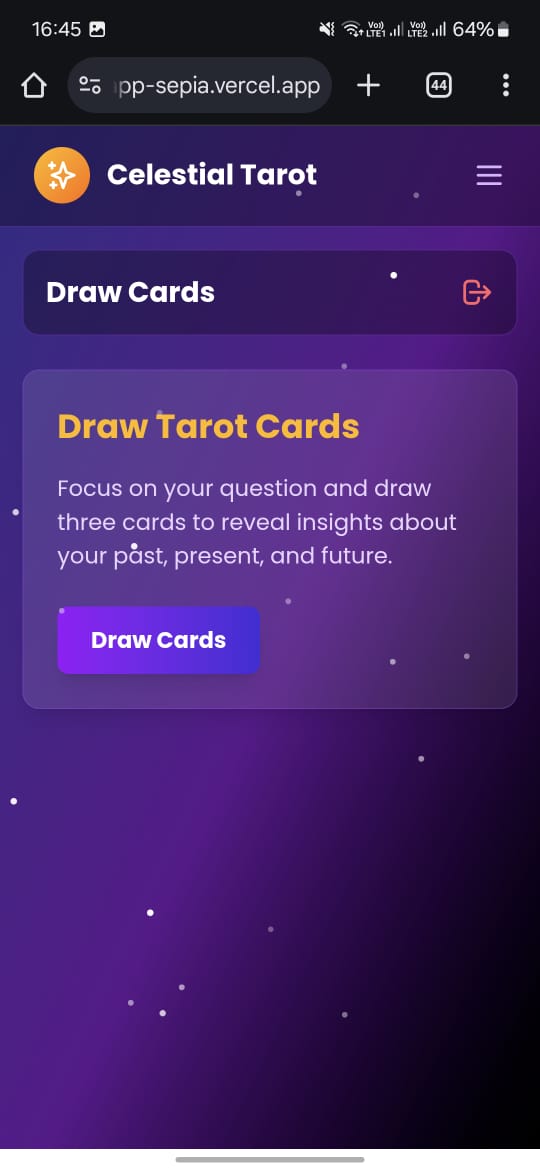 16:45
Vo)) LTE1 Vo)) LTE2 64%
pp-sepia.vercel.app
44
Celestial Tarot
Draw Cards
Draw Tarot Cards
Focus on your question and draw
three cards to reveal insights about
your past, present, and future.
Draw Cards